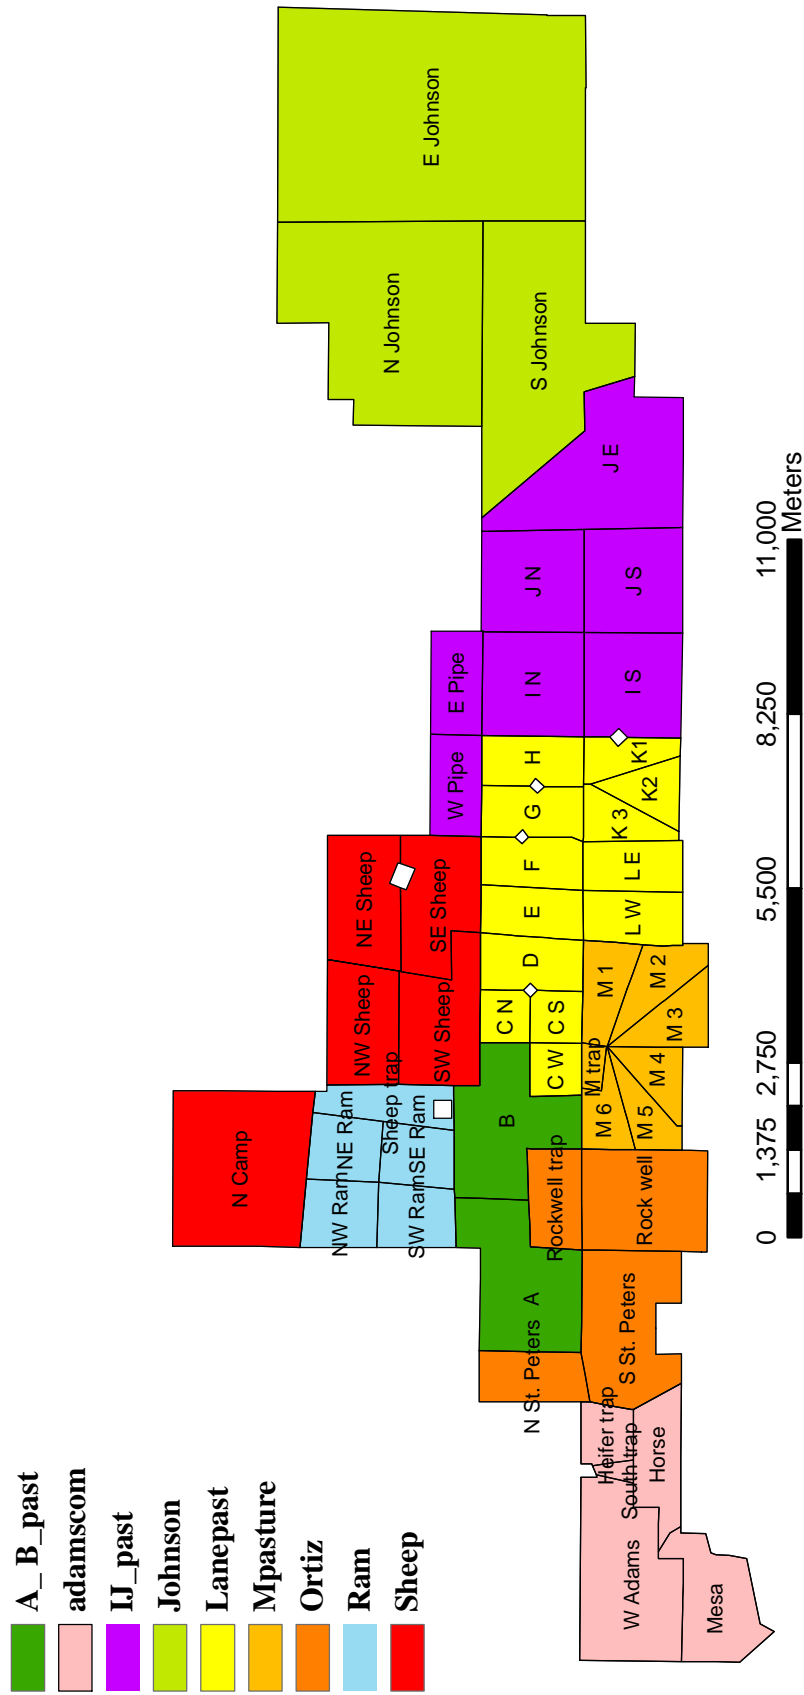 A_B_past
adamscom
IJ_past
Johnson
Lanepast
Mpasture
Ortiz
Ram
Sheep
N Camp
NW Ram
NE Ram
SW Ram
SE Ram
Sheep trap
NW Sheep
NE Sheep
SW Sheep
SE Sheep
W Pipe
E Pipe
N Johnson
E Johnson
S Johnson
N St. Peters
A
B
Rockwell trap
C N
C W
C S
D
E
F
G
H
I N
J N
J E
W Adams
Heifer trap
South trap
Horse
Mesa
S St. Peters
Rock well
M trap
M 6
M 5
M 4
M 1
M 2
M 3
L W
L E
K 3
K2
K1
I S
J S
0
1,375
2,750
5,500
8,250
11,000
Meters